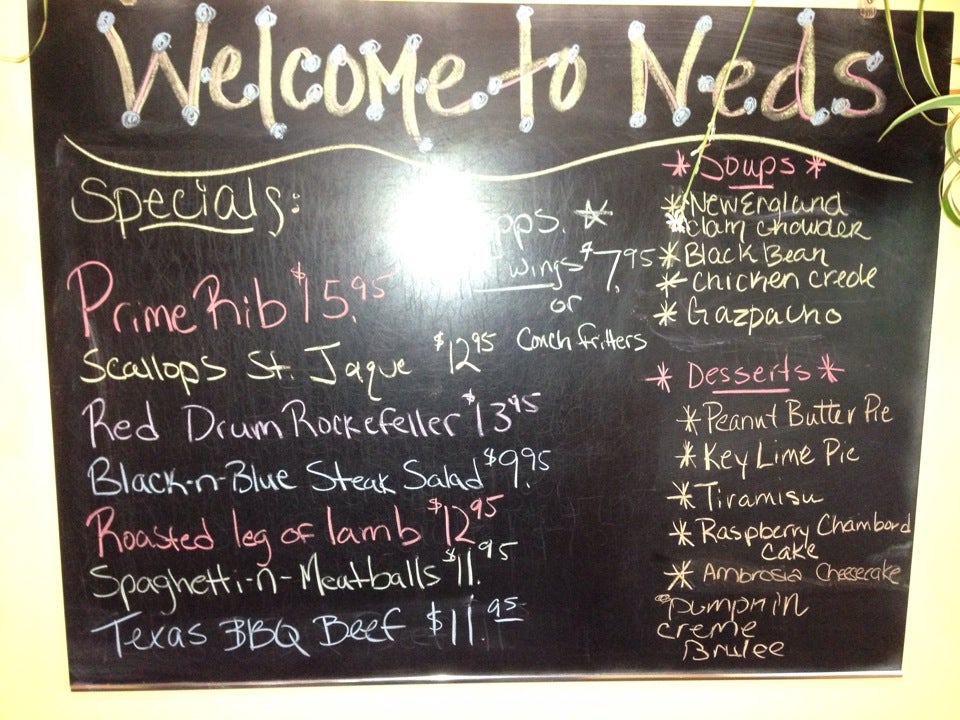 Welcome to Neds
Specials:
Prime Rib $15.95
Scallops St. Jaque $12.95
Red Drum Rockefeller $13.95
Black-n-Blue Steak Salad $9.95
Roasted leg of lamb $12.95
Spaghetti-n-Meatballs $11.95
Texas BBQ Beef $11.95
Apps. *
Wings $7.95
or
Conch fritters
* Soups *
* New England
clam chowder
* Black Bean
* Chicken creole
* Gazpacho
* Desserts *
* Peanut Butter Pie
* Key Lime Pie
* Tiramisu
* Raspberry Chambord
cake
* Ambrosia Cheesecake
Pumpkin
creme
Brulee